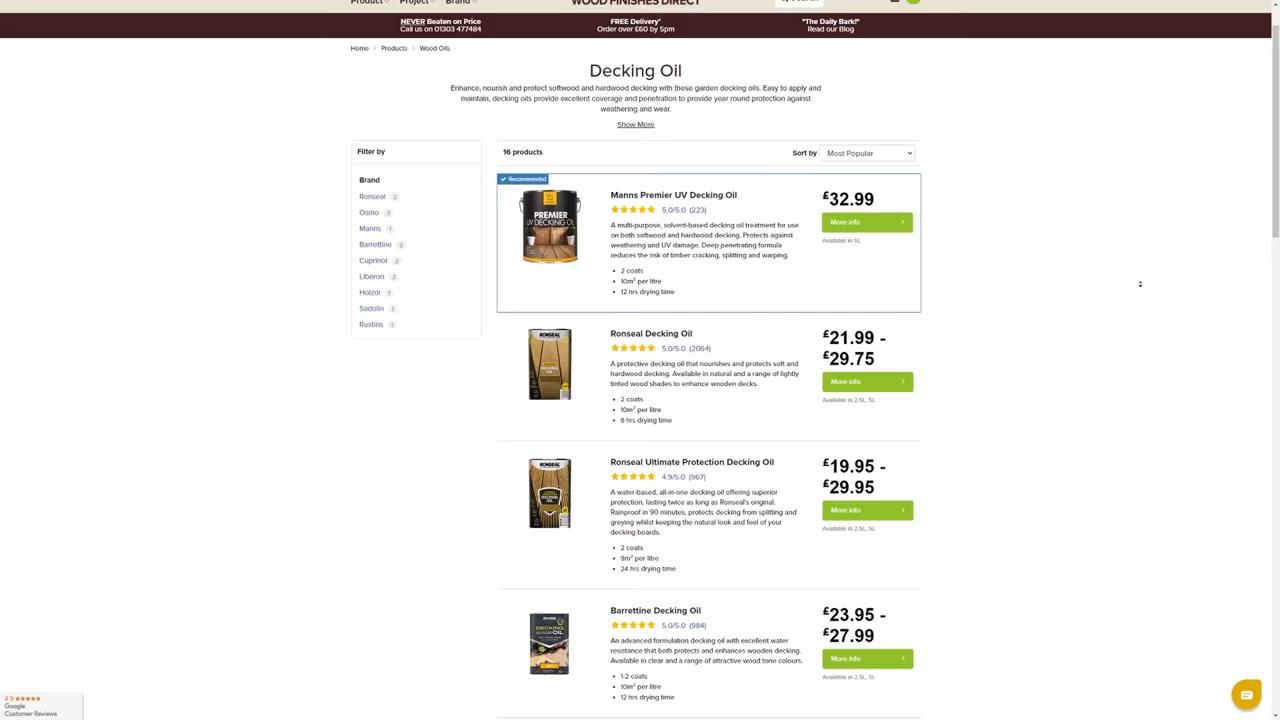 Product
Project
Brand
WOOD FINISHES DIRECT
Search
NEVER Beaten on Price
Call us on 01303 477484
FREE Delivery*
Order over £60 by 5pm
"The Daily Bark!"
Read our Blog
Home > Products > Wood Oils
Decking Oil
Enhance, nourish and protect softwood and hardwood decking with these garden decking oils. Easy to apply and
maintain, decking oils provide excellent coverage and penetration to provide year round protection against
weathering and wear.
Show More
Filter by
Brand
Ronseal 3
Osmo 3
Manns 1
Barrettine 2
Cuprinol 2
Liberon 2
Holzol 1
Sadolin 1
Rustins 1
16 products
Sort by Most Popular
Recommended
PREMIER
UV DECKING OIL
Manns Premier UV Decking Oil
5.0/5.0 (223)
A multi-purpose, solvent-based decking oil treatment for use
on both softwood and hardwood decking. Protects against
weathering and UV damage. Deep penetrating formula
reduces the risk of timber cracking, splitting and warping.
• 2 coats
• 10m² per litre
• 12 hrs drying time
£32.99
More info
Available in 5L
RONSEAL
DECKING
OIL
Ronseal Decking Oil
5.0/5.0 (2064)
A protective decking oil that nourishes and protects soft and
hardwood decking. Available in natural and a range of lightly
tinted wood shades to enhance wooden decks.
• 2 coats
• 10m² per litre
• 6 hrs drying time
£21.99 -
£29.75
More info
Available in 2.5L, 5L
RONSEAL
DECKING
OIL
Ronseal Ultimate Protection Decking Oil
4.9/5.0 (967)
A water-based, all-in-one decking oil offering superior
protection, lasting twice as long as Ronseal's original.
Rainproof in 90 minutes, protects decking from splitting and
greying whilst keeping the natural look and feel of your
decking boards.
• 2 coats
• 9m² per litre
• 24 hrs drying time
£19.95 -
£29.95
More info
Available in 2.5L, 5L
Barrettine
DECKING
OIL
Barrettine Decking Oil
5.0/5.0 (984)
An advanced formulation decking oil with excellent water
resistance that both protects and enhances wooden decking.
Available in clear and a range of attractive wood tone colours.
• 1-2 coats
• 10m² per litre
• 12 hrs drying time
£23.95 -
£27.99
More info
Available in 2.5L, 5L
4.9
Google
Customer Reviews